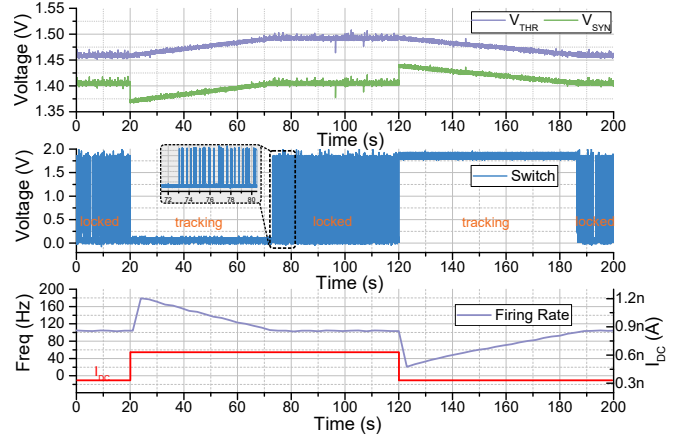 1.55
1.50
1.45
1.40
1.35
Voltage (V)
V_THR V_SYN
0 20 40 60 80 100 120 140 160 180 200
Time (s)
2.0
1.5
1.0
0.5
0.0
Voltage (V)
72 74 76 78 80
Switch
locked tracking locked tracking locked
0 20 40 60 80 100 120 140 160 180 200
Time (s)
200
160
120
80
40
0
Freq (Hz)
Firing Rate
I_DC
1.2n
0.9n
0.6n
0.3n
I_DC (A)
0 20 40 60 80 100 120 140 160 180 200
Time (s)